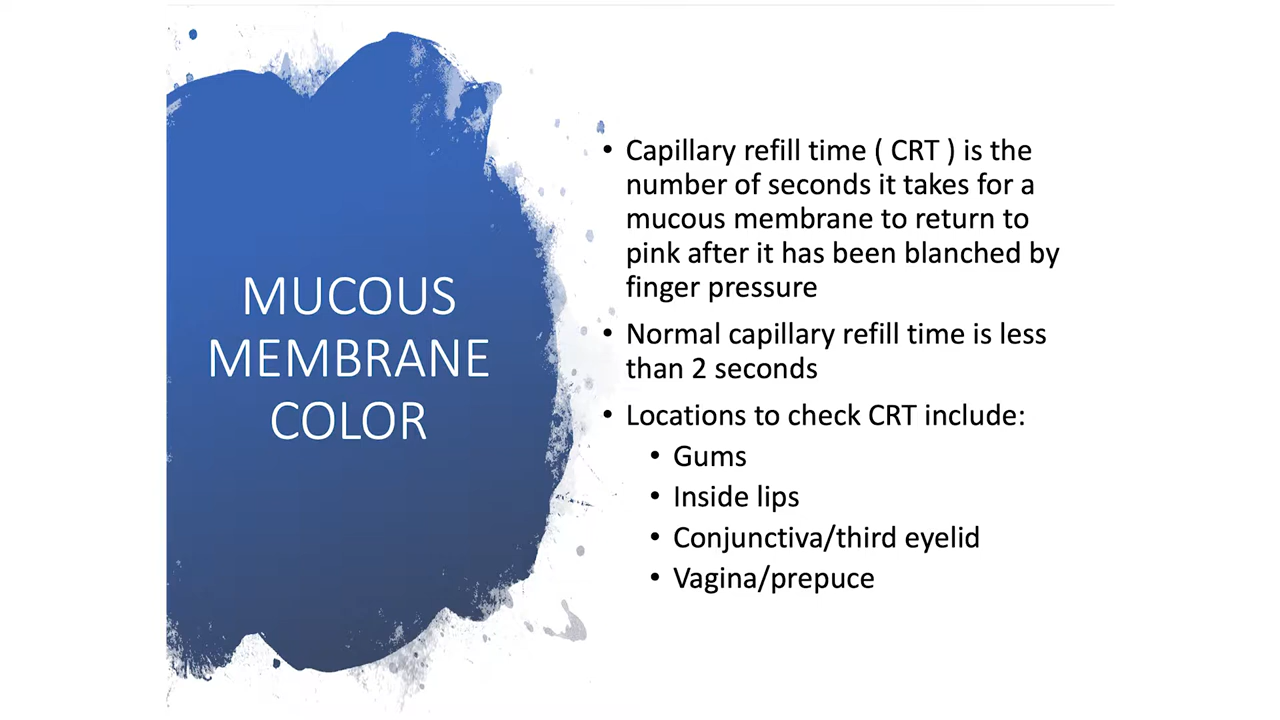 MUCOUS
MEMBRANE
COLOR
• Capillary refill time ( CRT ) is the
number of seconds it takes for a
mucous membrane to return to
pink after it has been blanched by
finger pressure
• Normal capillary refill time is less
than 2 seconds
• Locations to check CRT include:
• Gums
• Inside lips
• Conjunctiva/third eyelid
• Vagina/prepuce